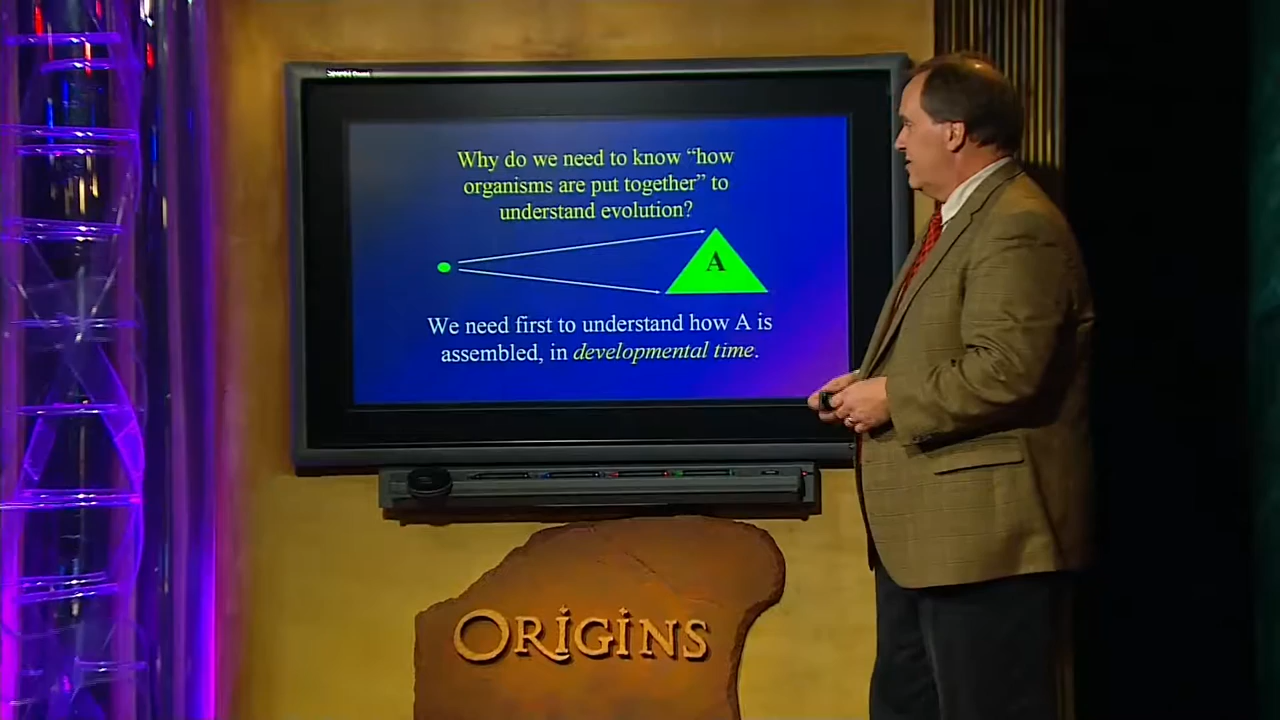 Why do we need to know “how
organisms are put together” to
understand evolution?
A
We need first to understand how A is
assembled, in developmental time.
ORIGINS